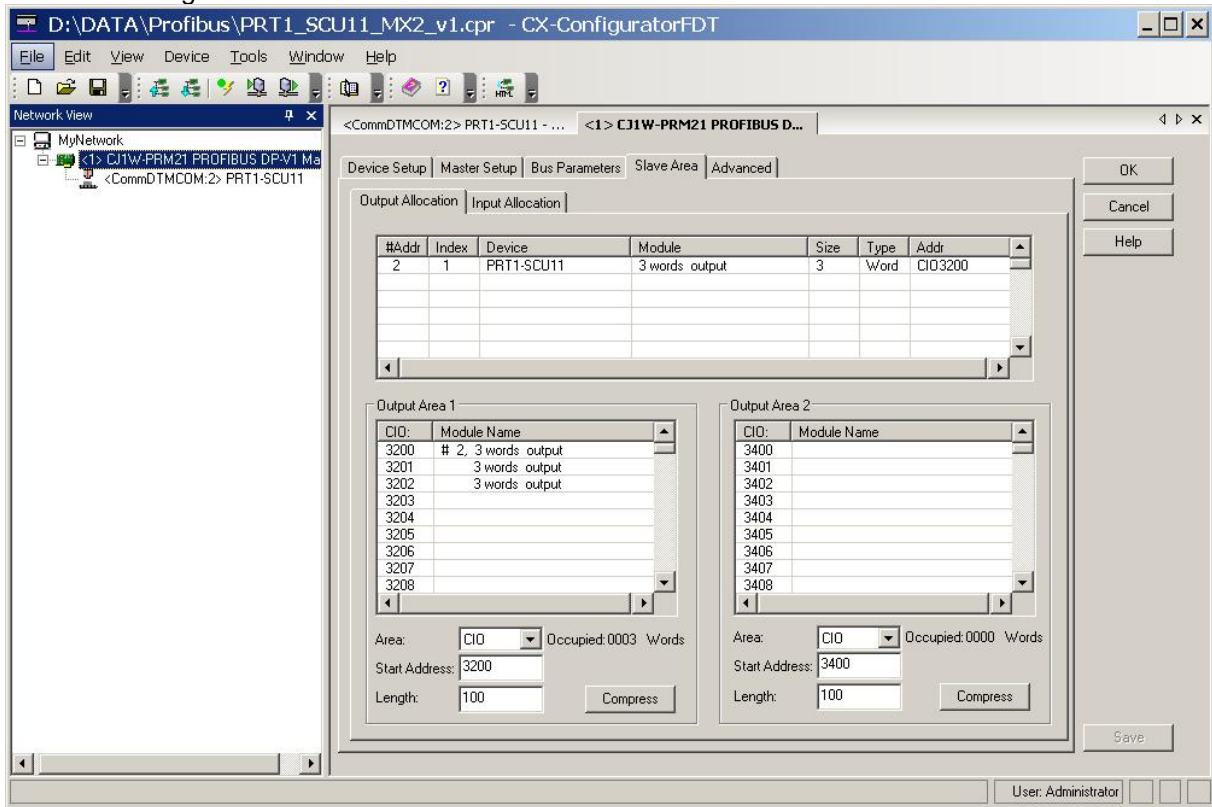 D:\DATA\Profibus\PRT1_SCU11_MX2_v1.cpr - CX-ConfiguratorFDT
File Edit View Device Tools Window Help
Network View
MyNetwork
<1> CJ1W-PRM21 PROFIBUS DP-V1 Ma
<CommDTMCOM:2> PRT1-SCU11
<CommDTMCOM:2> PRT1-SCU11 - ... <1> CJ1W-PRM21 PROFIBUS D...
Device Setup Master Setup Bus Parameters Slave Area Advanced
Output Allocation Input Allocation
#Addr Index Device Module Size Type Addr
2 1 PRT1-SCU11 3 words output 3 Word CIO3200
Output Area 1
CIO: Module Name
3200 # 2, 3 words output
3201 3 words output
3202 3 words output
3203
3204
3205
3206
3207
3208
Area: CIO Occupied:0003 Words
Start Address: 3200
Length: 100 Compress
Output Area 2
CIO: Module Name
3400
3401
3402
3403
3404
3405
3406
3407
3408
Area: CIO Occupied:0000 Words
Start Address: 3400
Length: 100 Compress
OK
Cancel
Help
Save
User: Administrator